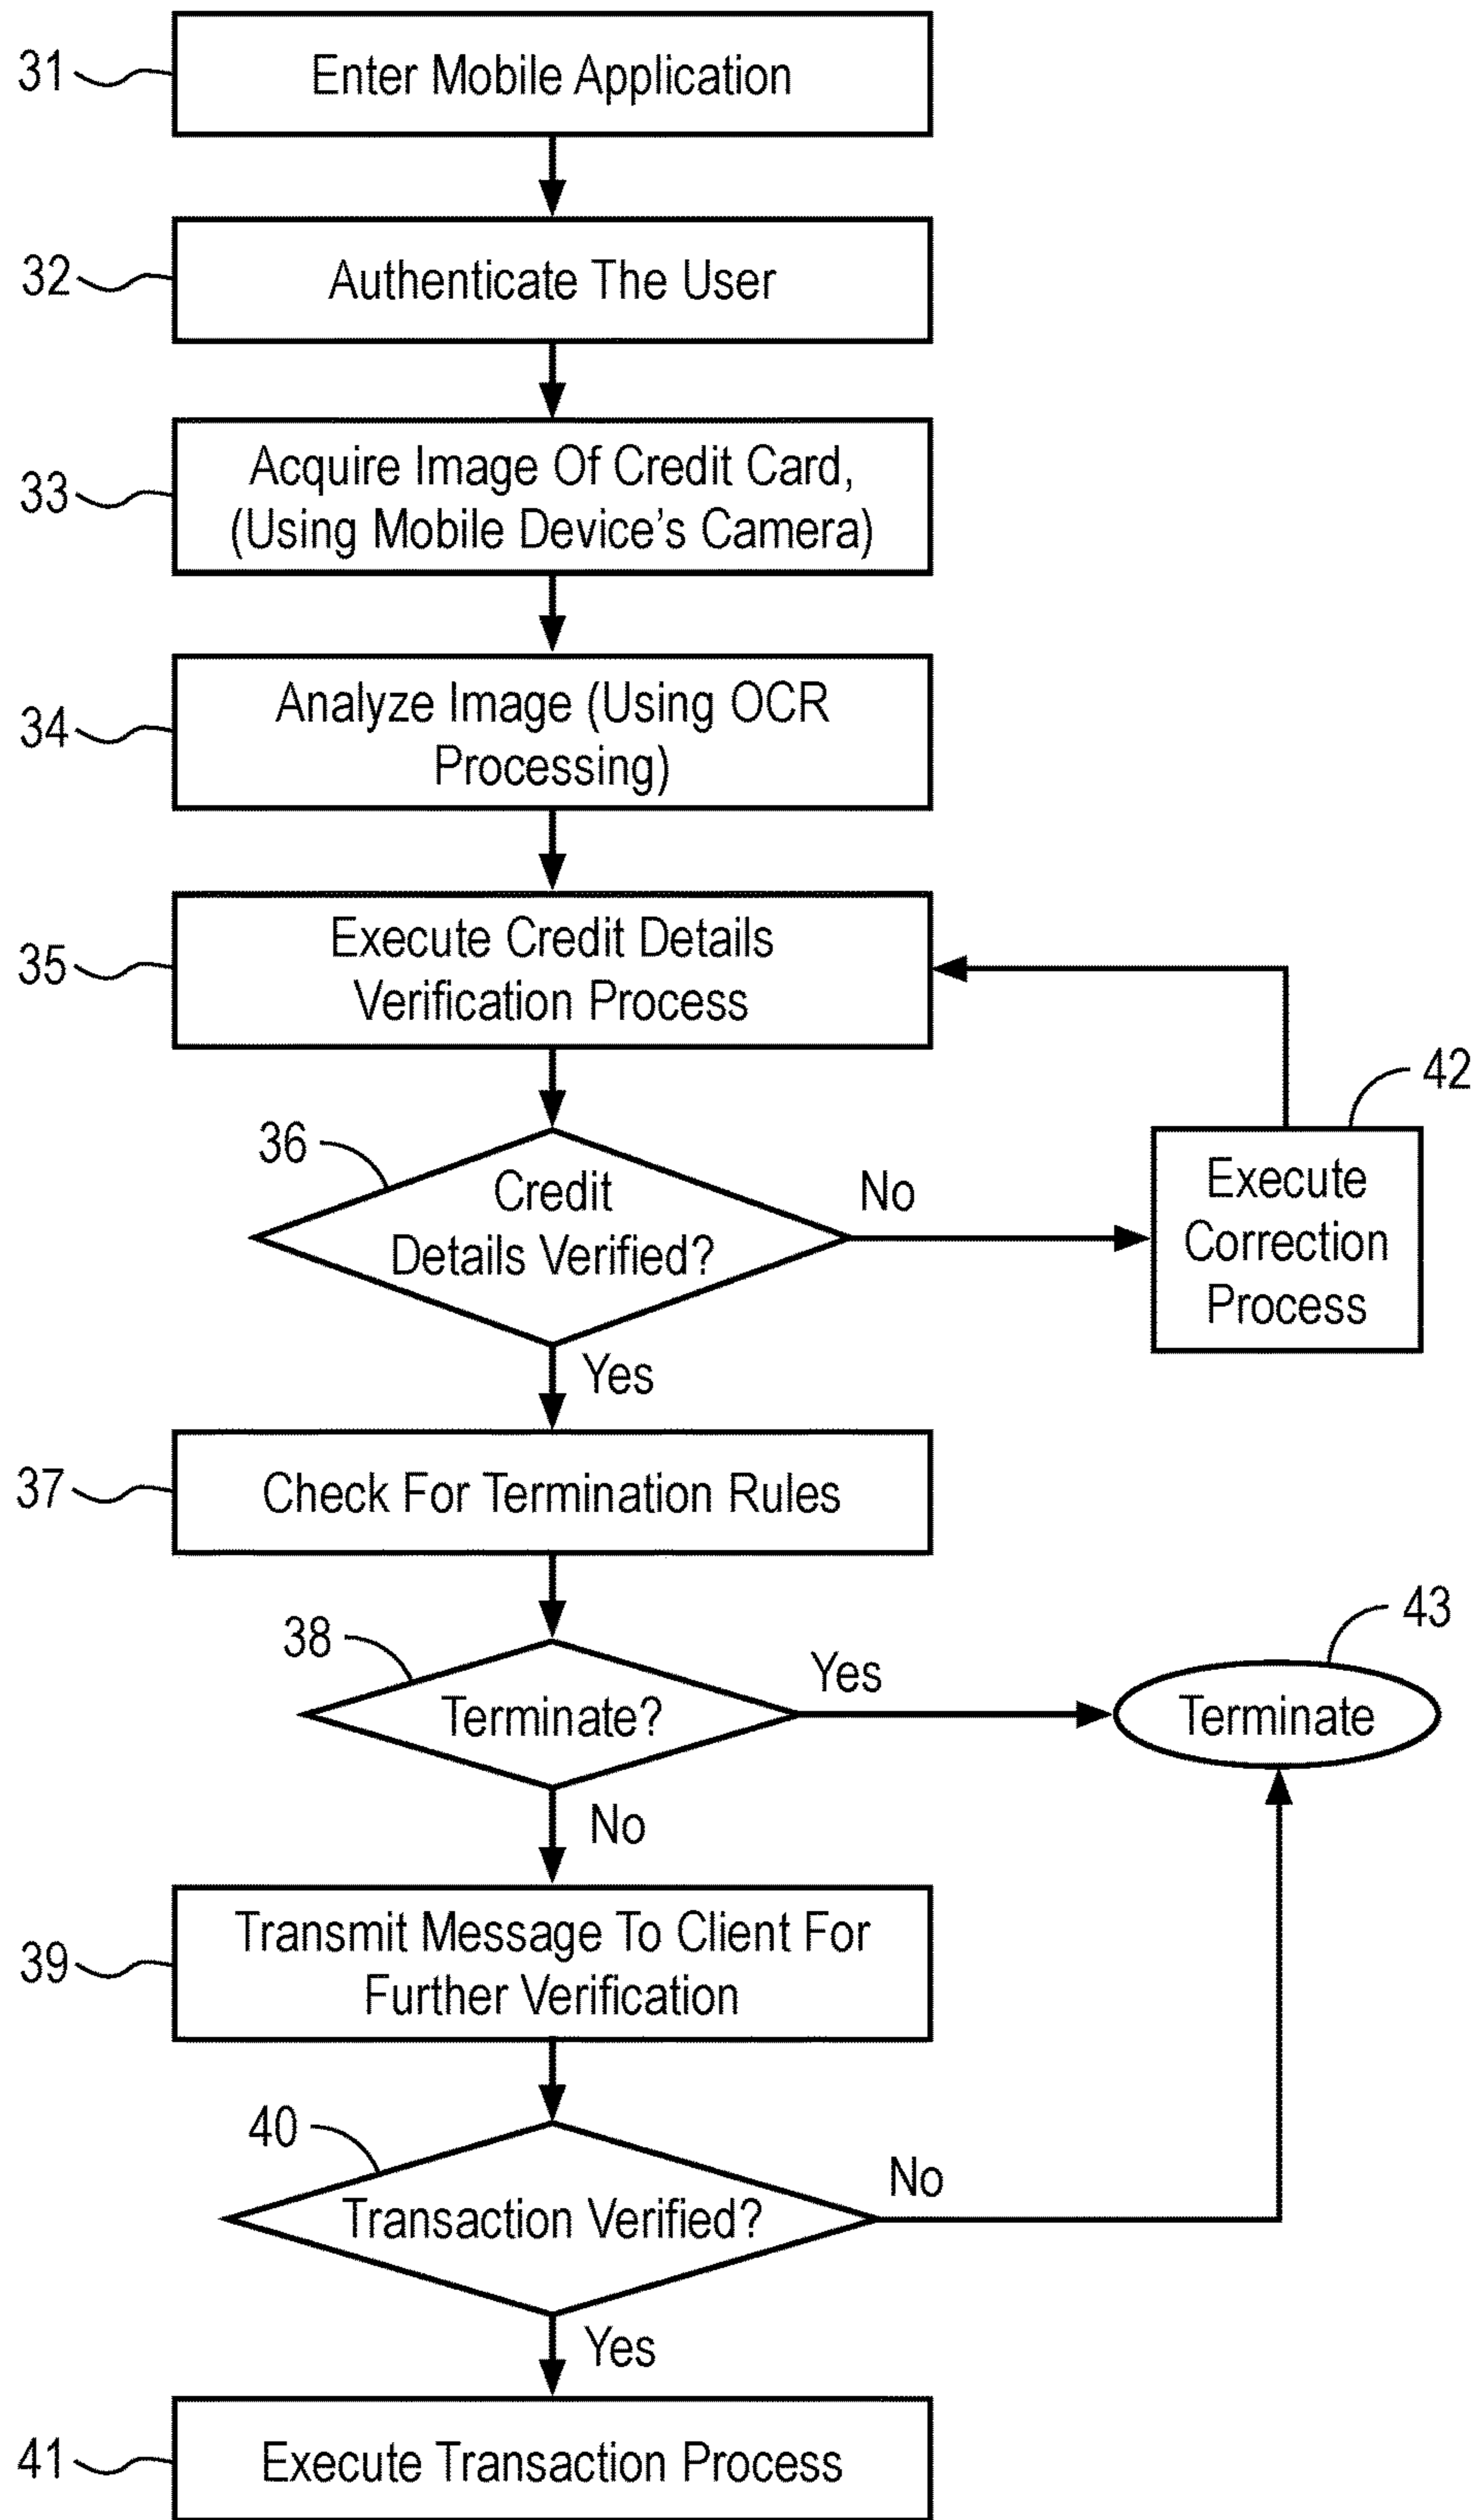 31
Enter Mobile Application
32
Authenticate The User
33
Acquire Image Of Credit Card,
(Using Mobile Device's Camera)
34
Analyze Image (Using OCR
Processing)
35
Execute Credit Details
Verification Process
36
Credit
Details Verified?
No
42
Execute
Correction
Process
Yes
37
Check For Termination Rules
38
Terminate?
Yes
43
Terminate
No
39
Transmit Message To Client For
Further Verification
40
Transaction Verified?
No
Yes
41
Execute Transaction Process